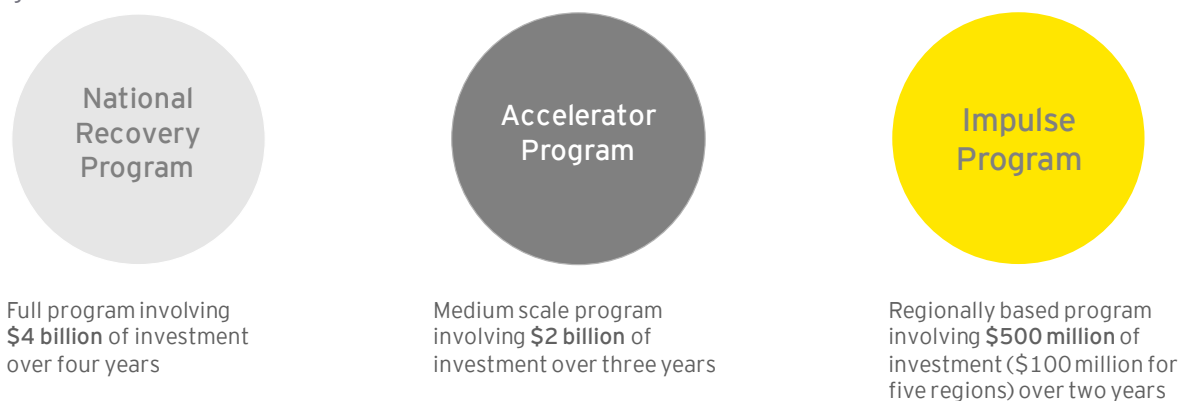 National
Recovery
Program
Accelerator
Program
Impulse
Program
Full program involving
$4 billion of investment
over four years
Medium scale program
involving $2 billion of
investment over three years
Regionally based program
involving $500 million of
investment ($100 million for
five regions) over two years